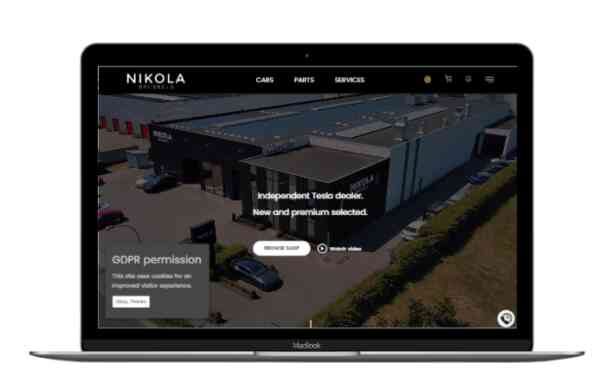 NIKOLA
BRUSSELS
CARS PARTS SERVICES
Independent Tesla dealer.
New and premium selected.
BROWSE SHOP
Watch video
GDPR permission
This site uses cookies for an
improved visitor experience.
Okay, Thanks
MacBook